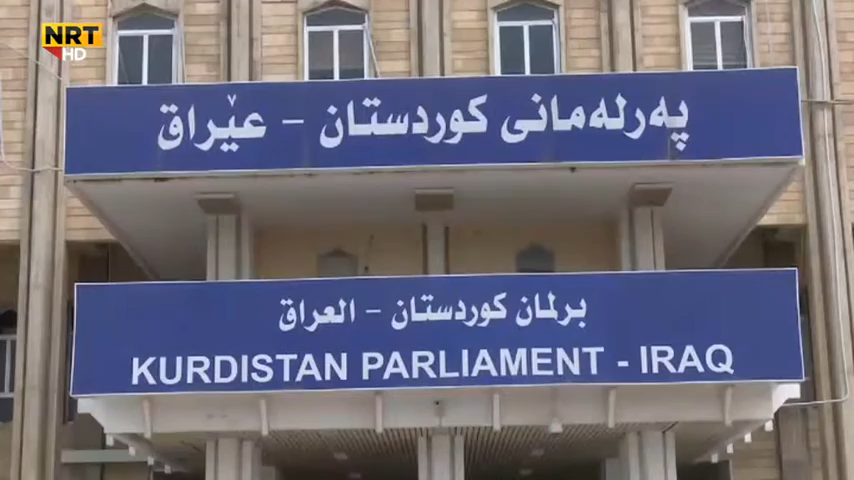 NRT
HD
پەرلەمانی کوردستان - عێراق
برلمان كوردستان - العراق
KURDISTAN PARLIAMENT - IRAQ